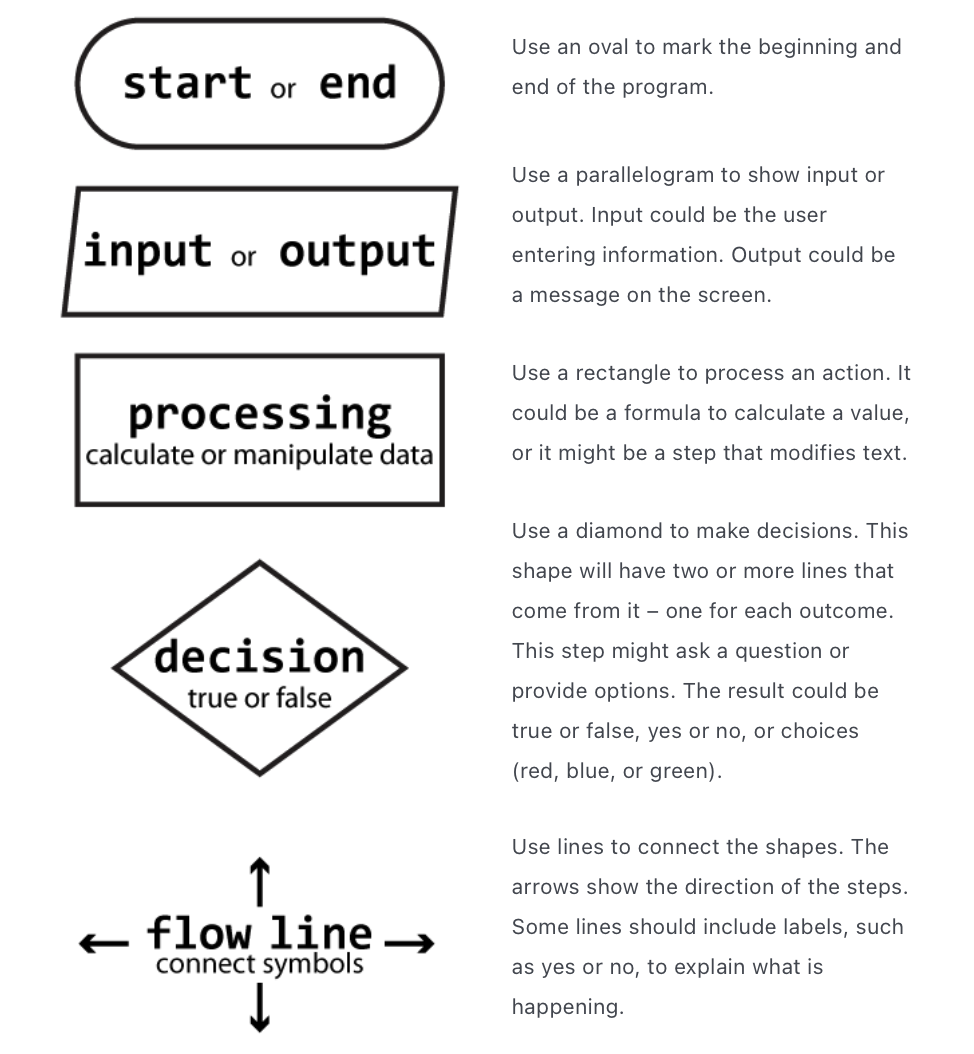 start or end
Use an oval to mark the beginning and
end of the program.
input or output
Use a parallelogram to show input or
output. Input could be the user
entering information. Output could be
a message on the screen.
processing
calculate or manipulate data
Use a rectangle to process an action. It
could be a formula to calculate a value,
or it might be a step that modifies text.
decision
true or false
Use a diamond to make decisions. This
shape will have two or more lines that
come from it – one for each outcome.
This step might ask a question or
provide options. The result could be
true or false, yes or no, or choices
(red, blue, or green).
flow line
connect symbols
Use lines to connect the shapes. The
arrows show the direction of the steps.
Some lines should include labels, such
as yes or no, to explain what is
happening.